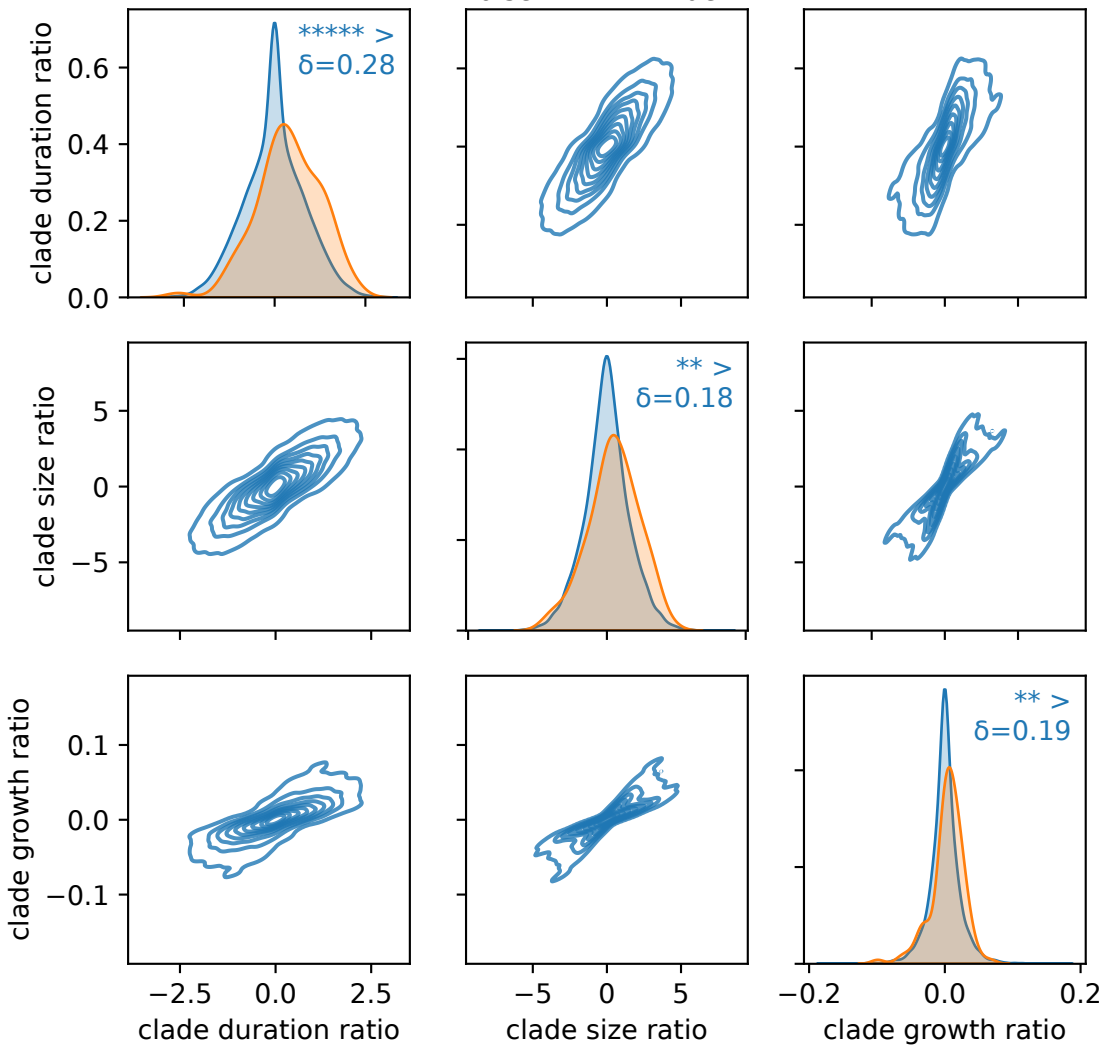 clade duration ratio
0.6
0.4
0.2
0.0
***** >
δ=0.28
clade size ratio
5
0
−5
** >
δ=0.18
clade growth ratio
0.1
0.0
−0.1
** >
δ=0.19
−2.5 0.0 2.5
−5 0 5
−0.2 0.0 0.2
clade duration ratio
clade size ratio
clade growth ratio